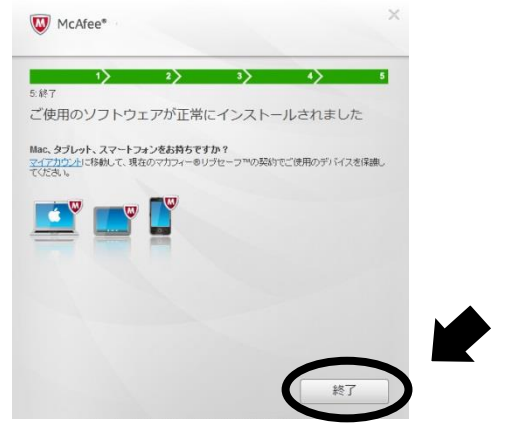 McAfee®
1 2 3 4 5
5: 終了
ご使用のソフトウェアが正常にインストールされました
Mac、タブレット、スマートフォンをお持ちですか?
マイアカウントに移動して、現在のマカフィー®リブセーフ™の契約でご使用のデバイスを保護し
てください。
終了